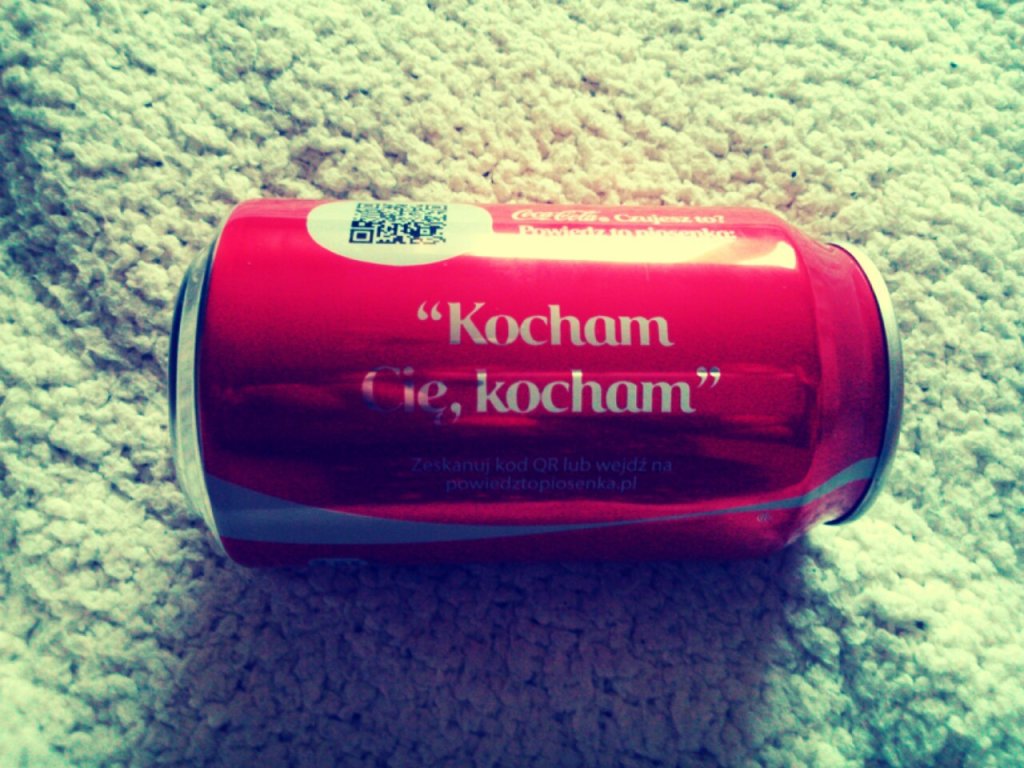 Coca-Cola® Czujesz to?
Powiedz to piosenką:
“Kocham
Cię, kocham”
Zeskanuj kod QR lub wejdź na
powiedztopiosenka.pl
®